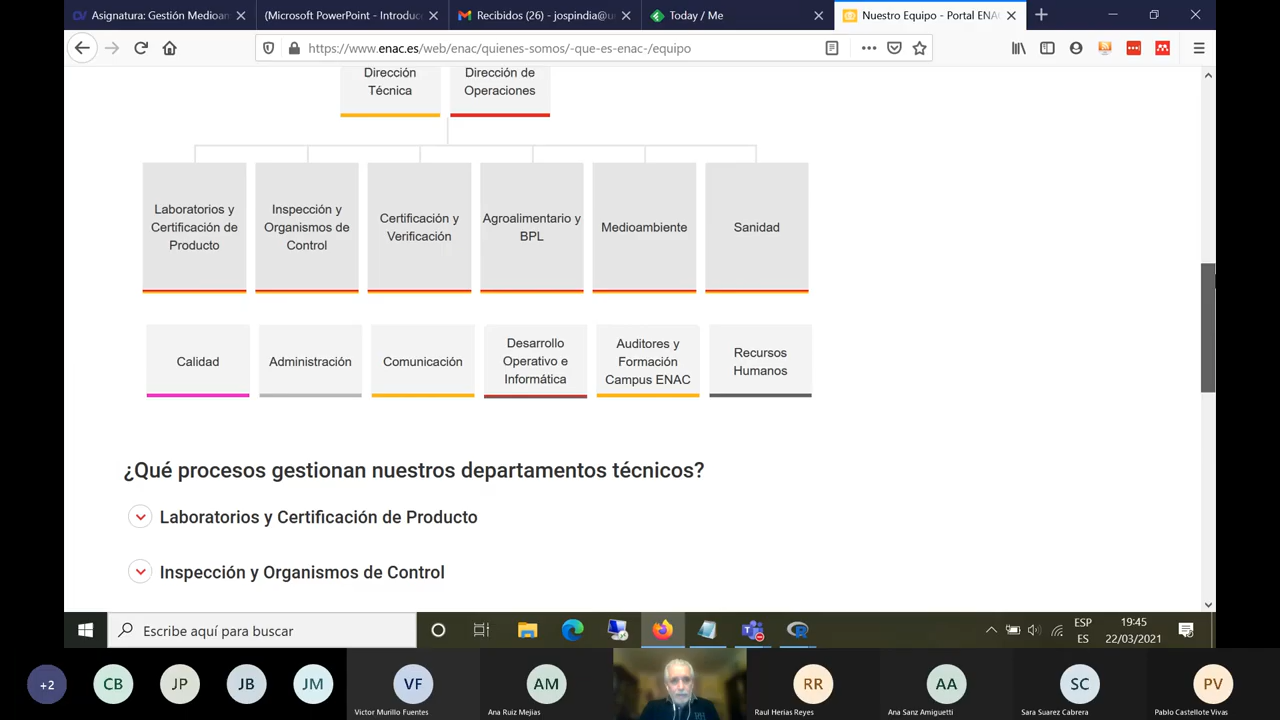 Asignatura: Gestión Medioam
(Microsoft PowerPoint - Introduc
Recibidos (26) - jospindia@u
Today / Me
Nuestro Equipo - Portal ENAC
https://www.enac.es/web/enac/quienes-somos/-que-es-enac-/equipo
Dirección
Técnica
Dirección de
Operaciones
Laboratorios y
Certificación de
Producto
Inspección y
Organismos de
Control
Certificación y
Verificación
Agroalimentario y
BPL
Medioambiente
Sanidad
Calidad
Administración
Comunicación
Desarrollo
Operativo e
Informática
Auditores y
Formación
Campus ENAC
Recursos
Humanos
¿Qué procesos gestionan nuestros departamentos técnicos?
Laboratorios y Certificación de Producto
Inspección y Organismos de Control
Escribe aquí para buscar
ESP
ES
19:45
22/03/2021
+2
CB
JP
JB
JM
VF
Victor Murillo Fuentes
AM
Ana Ruiz Mejias
RR
Raul Herias Reyes
AA
Ana Sanz Amiguetti
SC
Sara Suarez Cabrera
PV
Pablo Castellote Vivas